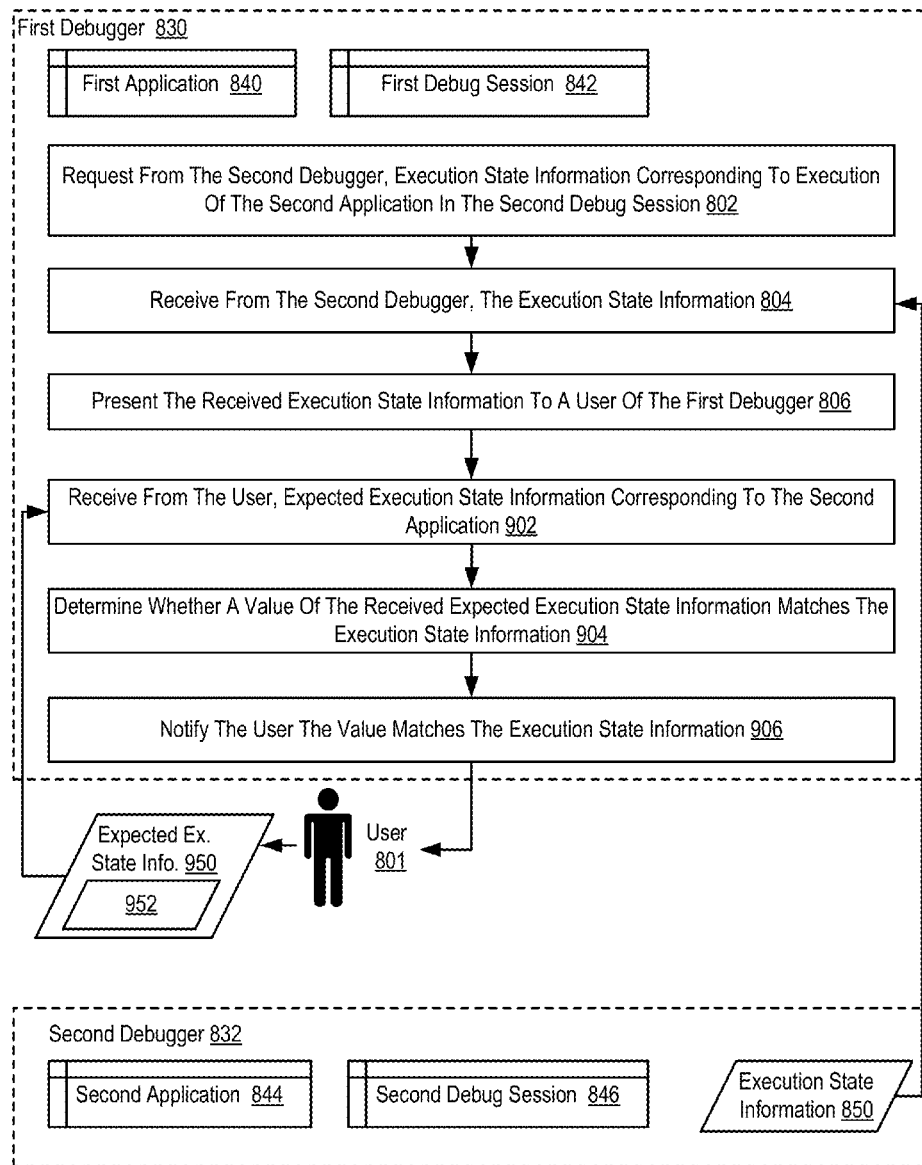 First Debugger 830
First Application 840
First Debug Session 842
Request From The Second Debugger, Execution State Information Corresponding To Execution
Of The Second Application In The Second Debug Session 802
Receive From The Second Debugger, The Execution State Information 804
Present The Received Execution State Information To A User Of The First Debugger 806
Receive From The User, Expected Execution State Information Corresponding To The Second
Application 902
Determine Whether A Value Of The Received Expected Execution State Information Matches The
Execution State Information 904
Notify The User The Value Matches The Execution State Information 906
Expected Ex.
State Info. 950
952
User
801
Second Debugger 832
Second Application 844
Second Debug Session 846
Execution State
Information 850